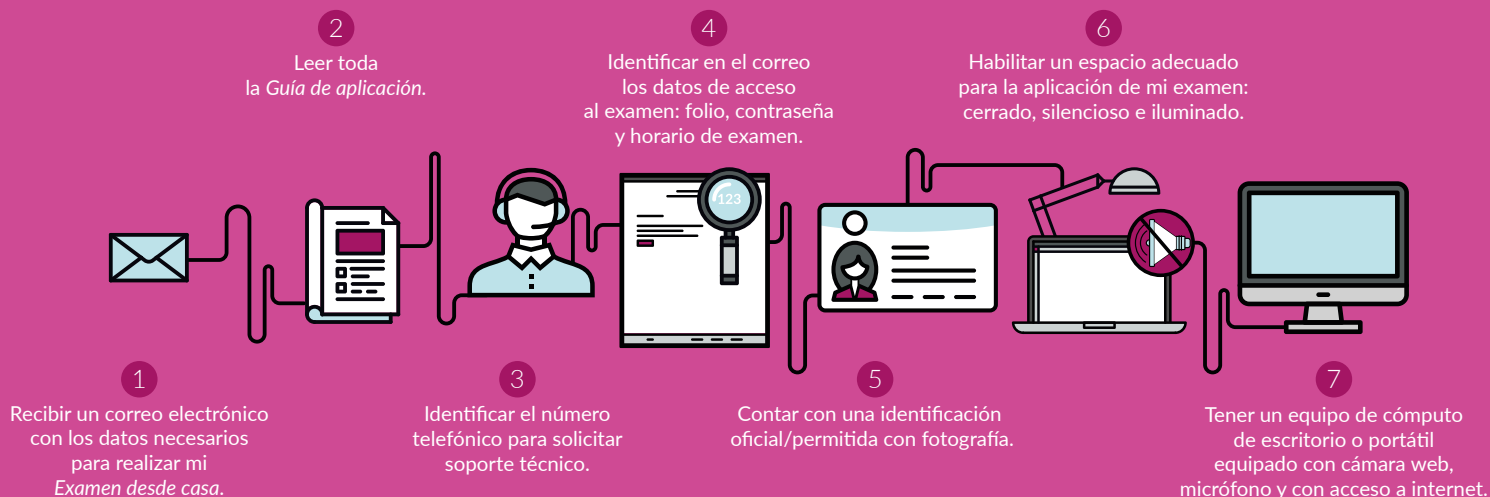 1
Recibir un correo electrónico
con los datos necesarios
para realizar mi
Examen desde casa.
2
Leer toda
la Guía de aplicación.
3
Identificar el número
telefónico para solicitar
soporte técnico.
4
Identificar en el correo
los datos de acceso
al examen: folio, contraseña
y horario de examen.
123
5
Contar con una identificación
oficial/permitida con fotografía.
6
Habilitar un espacio adecuado
para la aplicación de mi examen:
cerrado, silencioso e iluminado.
7
Tener un equipo de cómputo
de escritorio o portátil
equipado con cámara web,
micrófono y con acceso a internet.